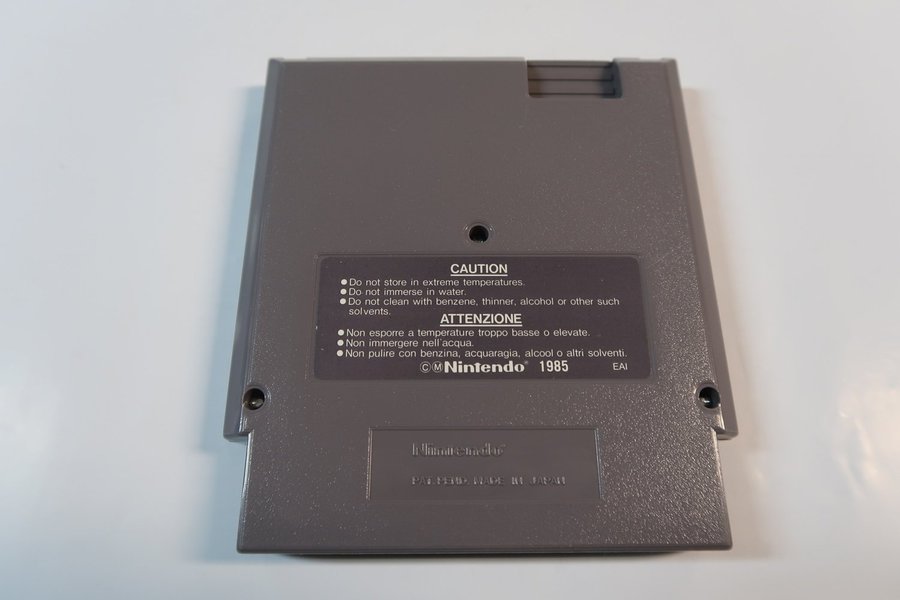 CAUTION
●Do not store in extreme temperatures.
●Do not immerse in water.
●Do not clean with benzene, thinner, alcohol or other such
solvents.
ATTENZIONE
●Non esporre a temperature troppo basse o elevate.
●Non immergere nell'acqua.
●Non pulire con benzina, acquaragia, alcool o altri solventi.
ⒸⓂNintendo® 1985 EAI
Nintendo®
PAT. PEND. MADE IN JAPAN